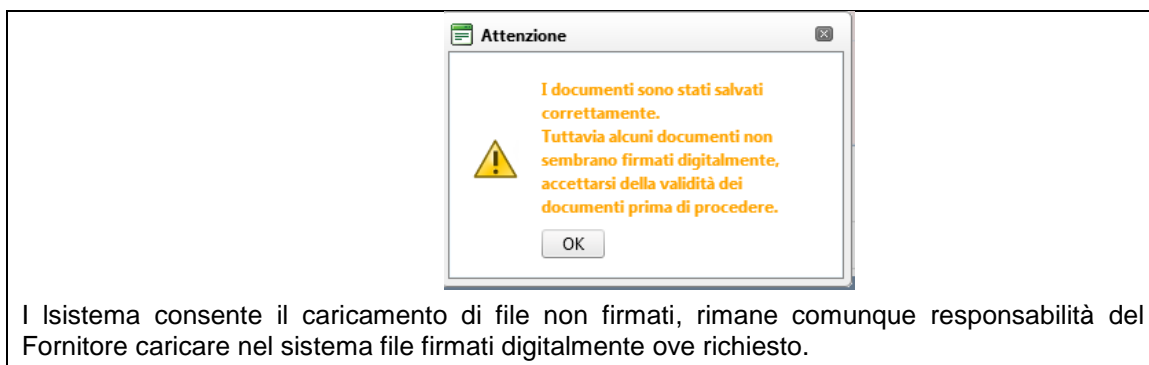 Attenzione
I documenti sono stati salvati
correttamente.
Tuttavia alcuni documenti non
sembrano firmati digitalmente,
accettarsi della validità dei
documenti prima di procedere.
OK
I lsistema consente il caricamento di file non firmati, rimane comunque responsabilità del
Fornitore caricare nel sistema file firmati digitalmente ove richiesto.